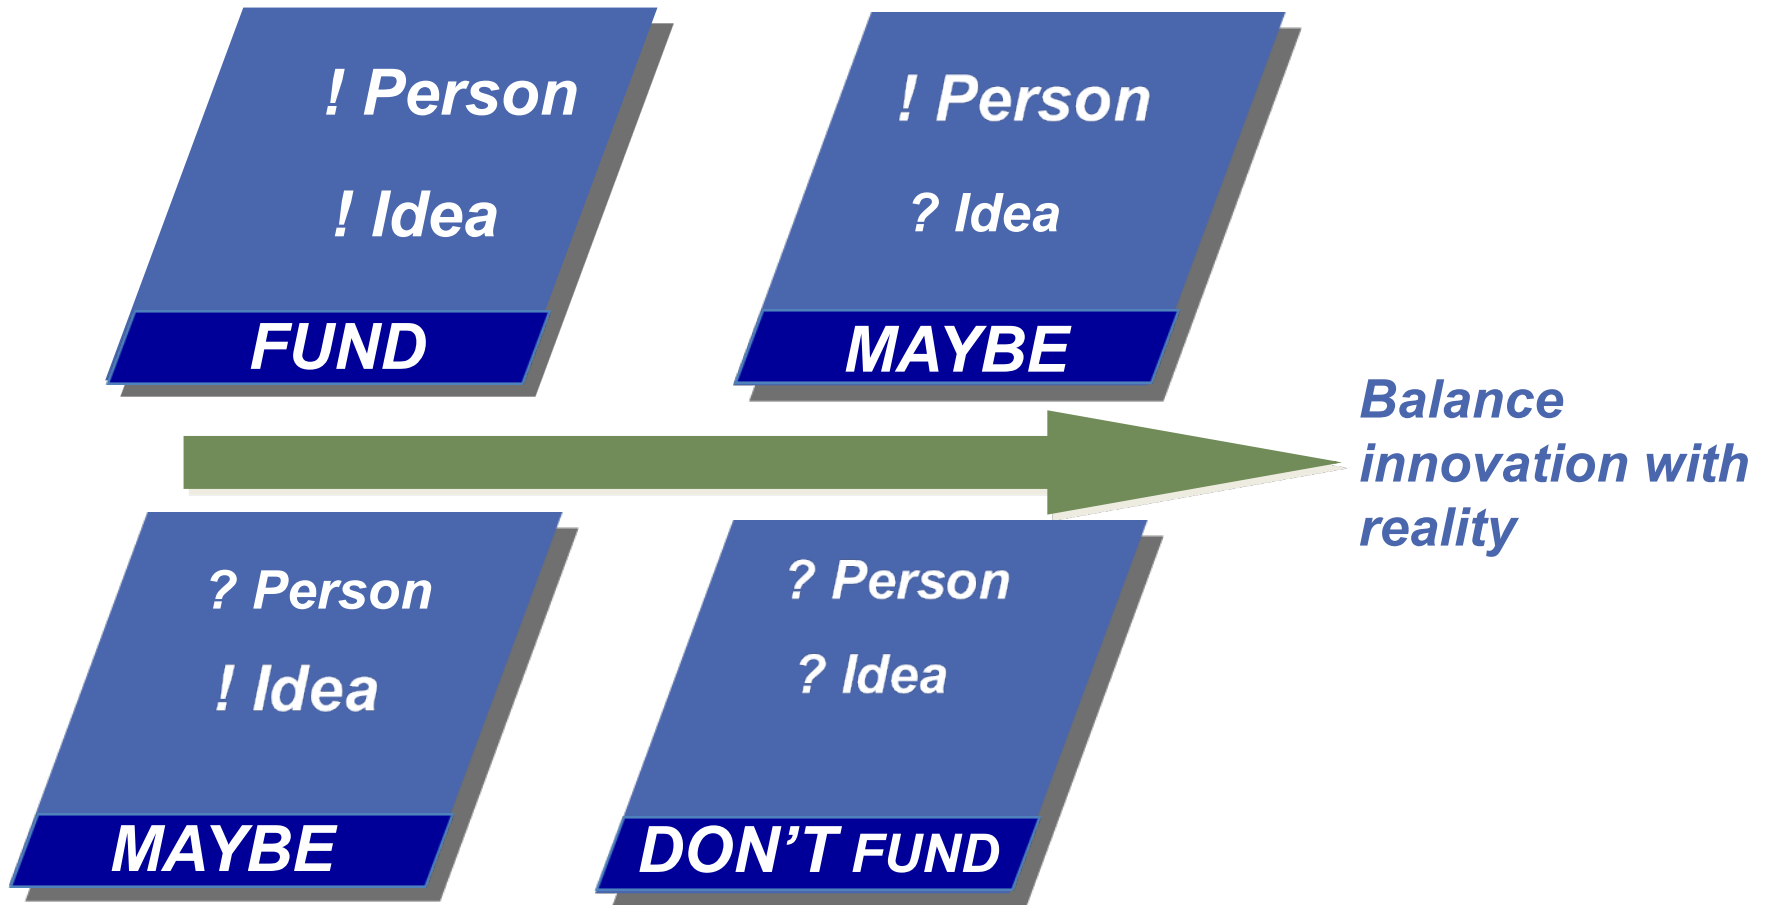 ! Person
! Idea
FUND
! Person
? Idea
MAYBE
Balance
innovation with
reality
? Person
! Idea
MAYBE
? Person
? Idea
DON’T FUND